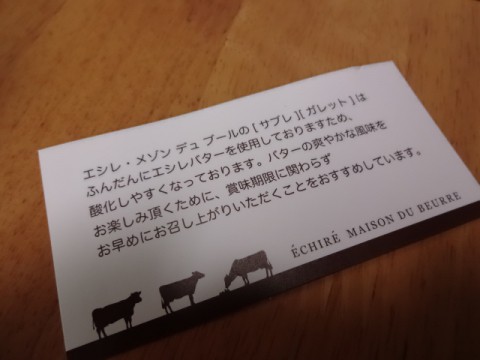 エシレ・メゾン デュ ブールの[サブレ][ガレット]は
ふんだんにエシレバターを使用しておりますため、
酸化しやすくなっております。バターの爽やかな風味を
お楽しみ頂くために、賞味期限に関わらず
お早めにお召し上がりいただくことをおすすめしています。
ÉCHIRÉ MAISON DU BEURRE